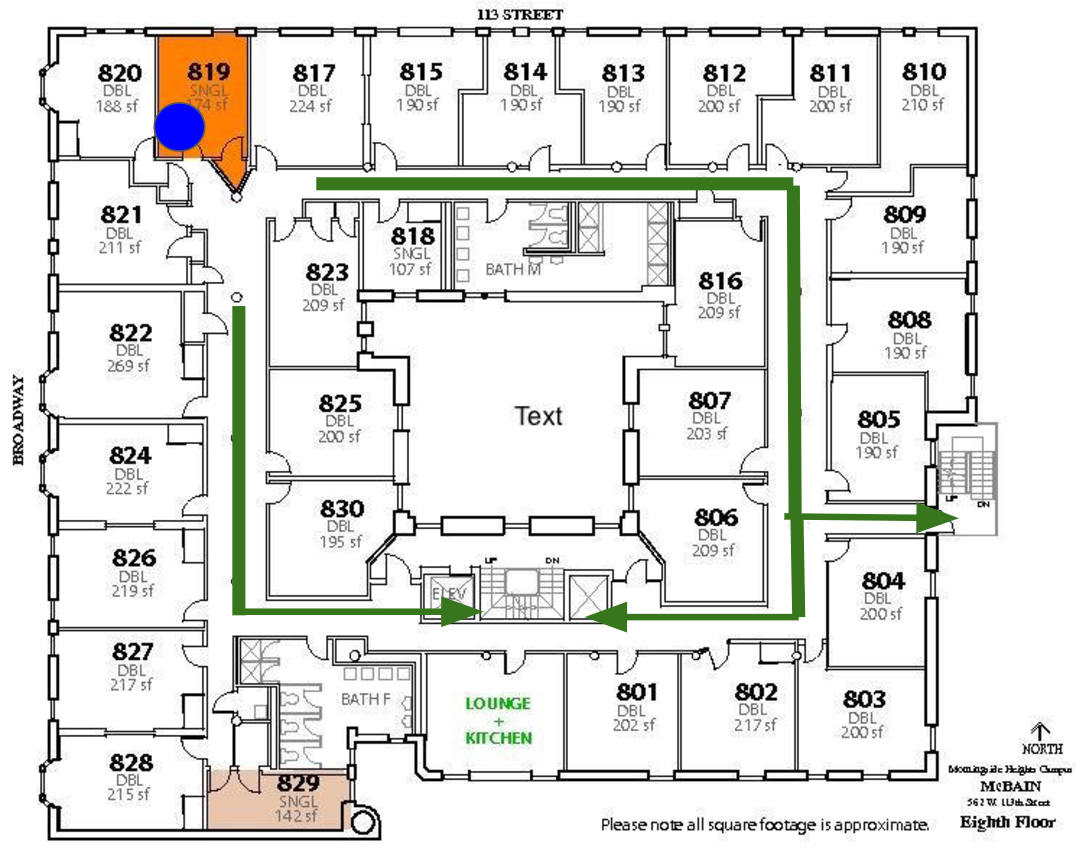 113 STREET
820
DBL
188 sf
819
SNGL
174 sf
817
DBL
224 sf
815
DBL
190 sf
814
DBL
190 sf
813
DBL
190 sf
812
DBL
200 sf
811
DBL
200 sf
810
DBL
210 sf
821
DBL
211 sf
823
DBL
209 sf
818
SNGL
107 sf
BATH M
816
DBL
209 sf
809
DBL
190 sf
822
DBL
269 sf
808
DBL
190 sf
BROADWAY
825
DBL
200 sf
Text
807
DBL
203 sf
805
DBL
190 sf
824
DBL
222 sf
830
DBL
195 sf
806
DBL
209 sf
UP
DN
826
DBL
219 sf
UP
DN
ELEV
804
DBL
200 sf
827
DBL
217 sf
BATH F
LOUNGE
+
KITCHEN
801
DBL
202 sf
802
DBL
217 sf
803
DBL
200 sf
828
DBL
215 sf
829
SNGL
142 sf
NORTH
Morningside Heights Campus
McBAIN
562 W. 113th Street
Eighth Floor
Please note all square footage is approximate.